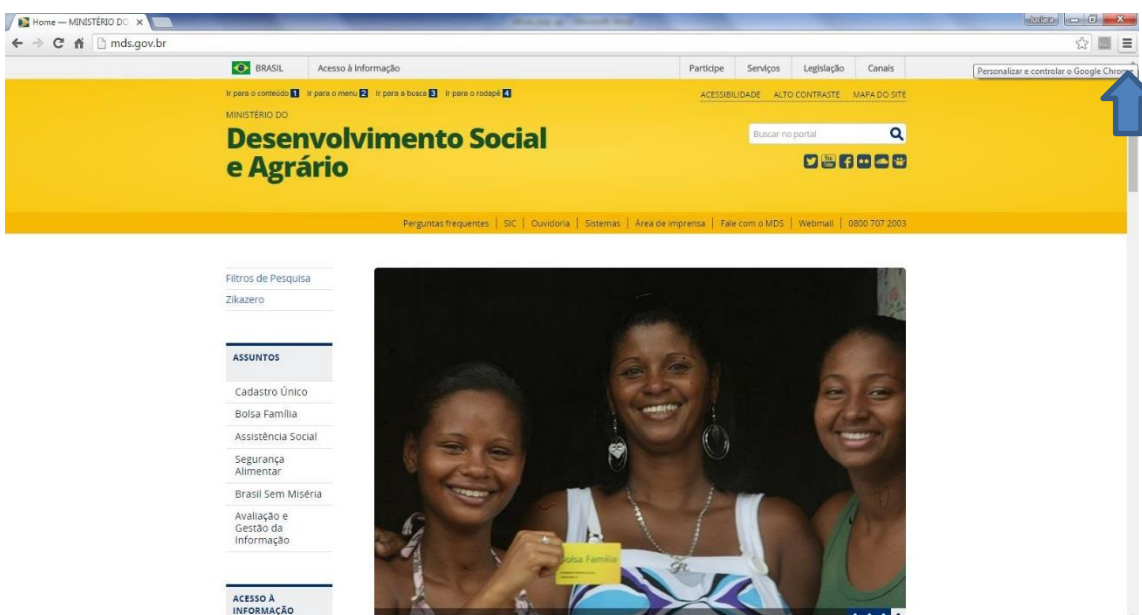 Home — MINISTÉRIO DO
mds.gov.br
BRASIL Acesso à informação Participe Serviços Legislação Canais
Personalizar e controlar o Google Chrome
Ir para o conteúdo 1 Ir para o menu 2 Ir para a busca 3 Ir para o rodapé 4
ACESSIBILIDADE ALTO CONTRASTE MAPA DO SITE
MINISTÉRIO DO
Desenvolvimento Social
e Agrário
Buscar no portal
Perguntas frequentes | SIC | Ouvidoria | Sistemas | Área de imprensa | Fale com o MDS | Webmail | 0800 707 2003
Filtros de Pesquisa
Zikazero
ASSUNTOS
Cadastro Único
Bolsa Família
Assistência Social
Segurança
Alimentar
Brasil Sem Miséria
Avaliação e
Gestão da
Informação
ACESSO À
INFORMAÇÃO
Bolsa Família